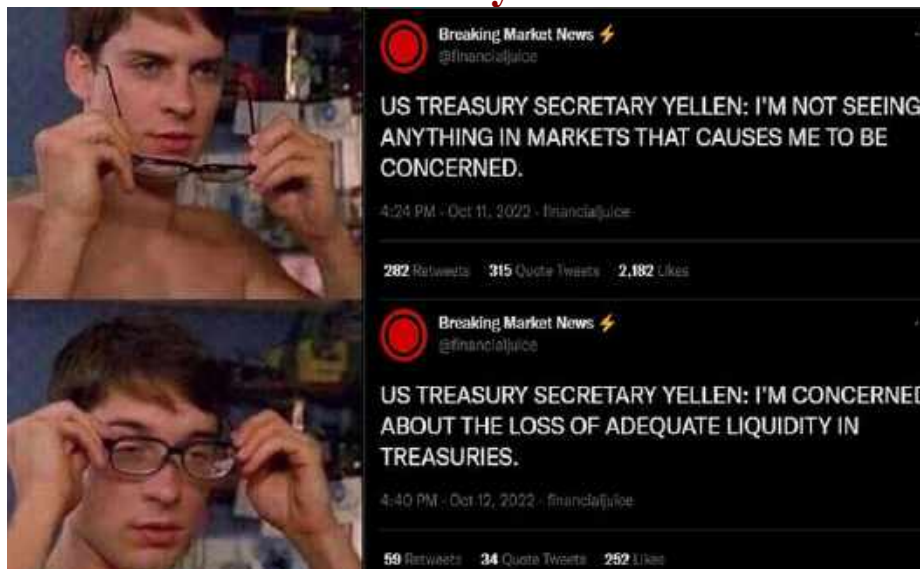 Breaking Market News ⚡
@financialjuice
US TREASURY SECRETARY YELLEN: I'M NOT SEEING
ANYTHING IN MARKETS THAT CAUSES ME TO BE
CONCERNED.
4:24 PM · Oct 11, 2022 · financialjuice
282 Retweets 315 Quote Tweets 2,182 Likes
Breaking Market News ⚡
@financialjuice
US TREASURY SECRETARY YELLEN: I'M CONCERNED
ABOUT THE LOSS OF ADEQUATE LIQUIDITY IN
TREASURIES.
4:40 PM · Oct 12, 2022 · financialjuice
59 Retweets 34 Quote Tweets 252 Likes